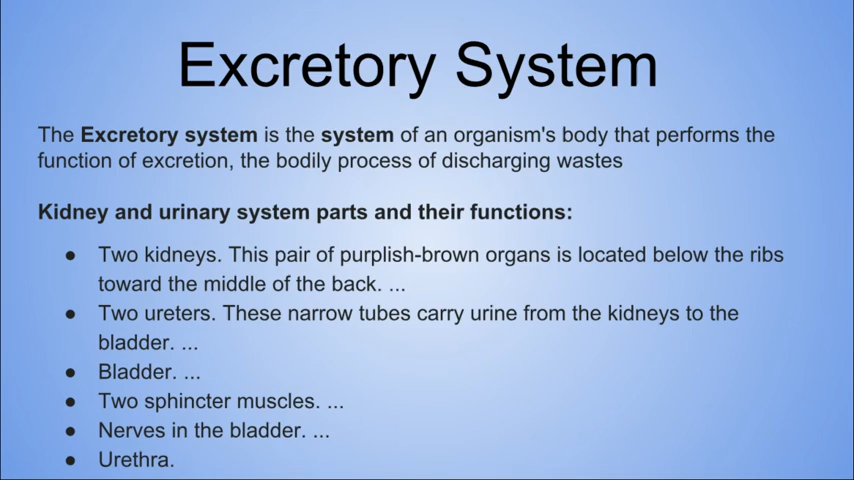 Excretory System
The Excretory system is the system of an organism's body that performs the
function of excretion, the bodily process of discharging wastes
Kidney and urinary system parts and their functions:
● Two kidneys. This pair of purplish-brown organs is located below the ribs
toward the middle of the back. ...
● Two ureters. These narrow tubes carry urine from the kidneys to the
bladder. ...
● Bladder. ...
● Two sphincter muscles. ...
● Nerves in the bladder. ...
● Urethra.